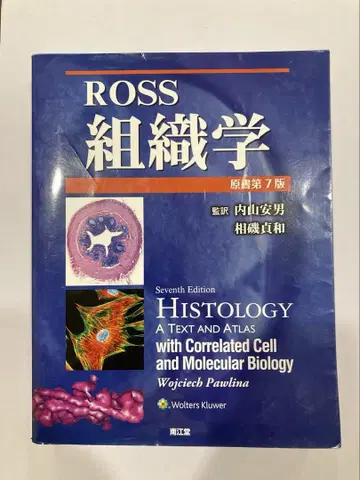 ROSS
組織学
原書第7版
監訳 内山安男
相磯貞和
Seventh Edition
HISTOLOGY
A TEXT AND ATLAS
with Correlated Cell
and Molecular Biology
Wojciech Pawlina
Wolters Kluwer
南江堂